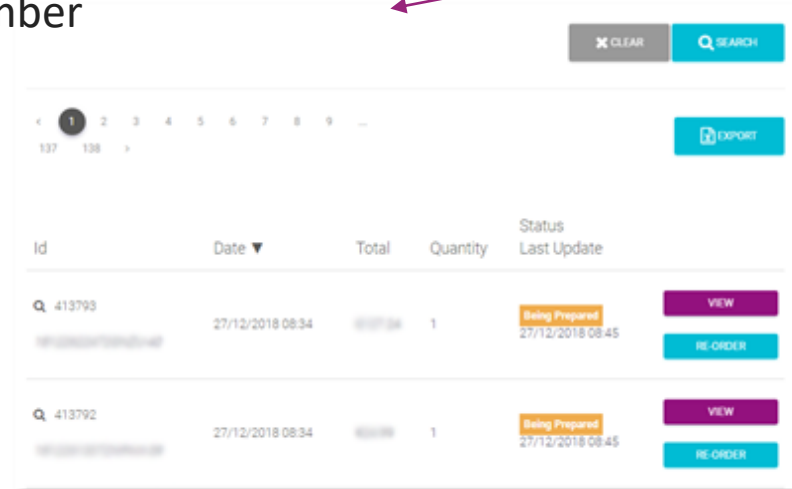 mber
CLEAR SEARCH
‹ 1 2 3 4 5 6 7 8 9 ...
137 138 ›
EXPORT
Id Date ▼ Total Quantity Status
Last Update
413793
27/12/2018 08:34 1 Being Prepared
27/12/2018 08:45
VIEW
RE-ORDER
413792
27/12/2018 08:34 1 Being Prepared
27/12/2018 08:45
VIEW
RE-ORDER